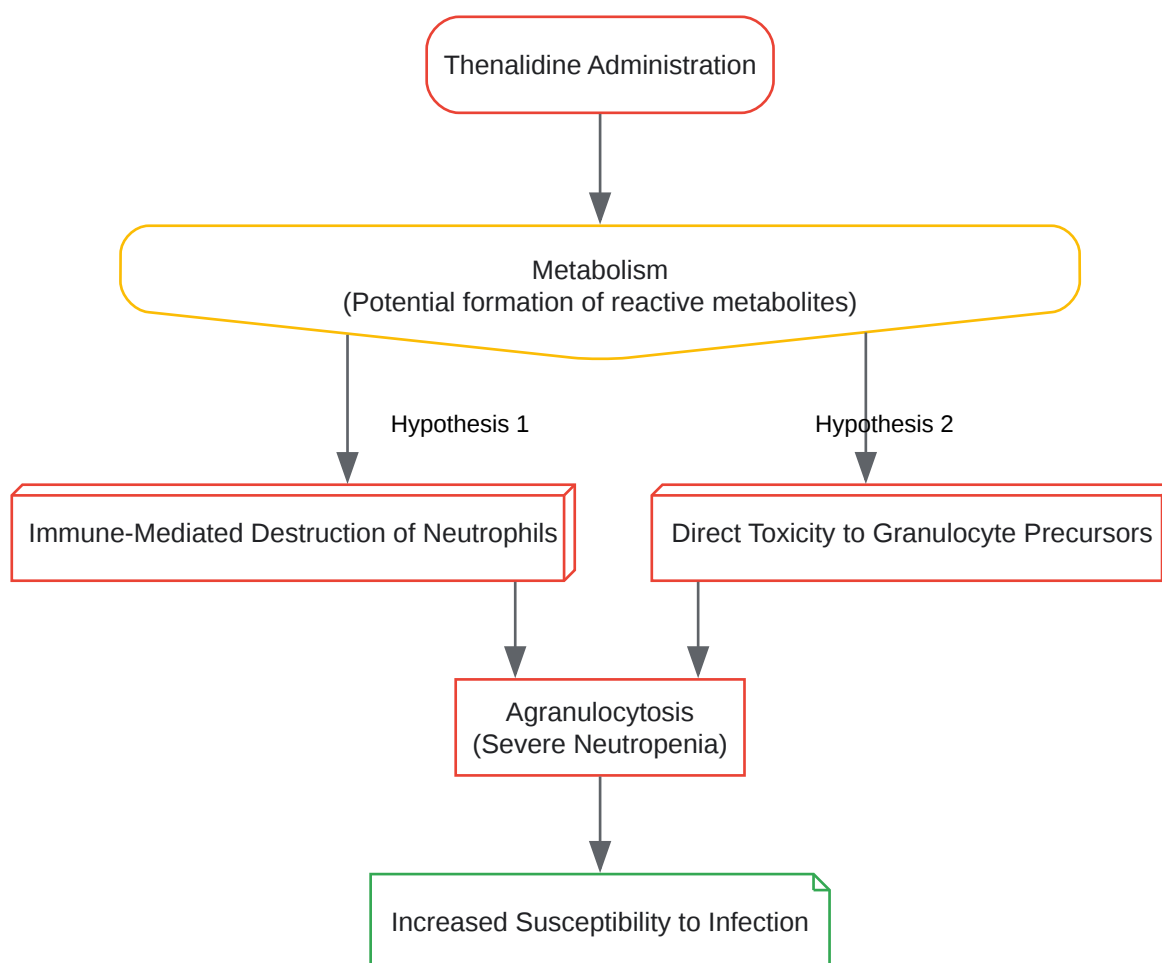 Thenalidine Administration
Metabolism
(Potential formation of reactive metabolites)
Hypothesis 1
Hypothesis 2
Immune-Mediated Destruction of Neutrophils
Direct Toxicity to Granulocyte Precursors
Agranulocytosis
(Severe Neutropenia)
Increased Susceptibility to Infection